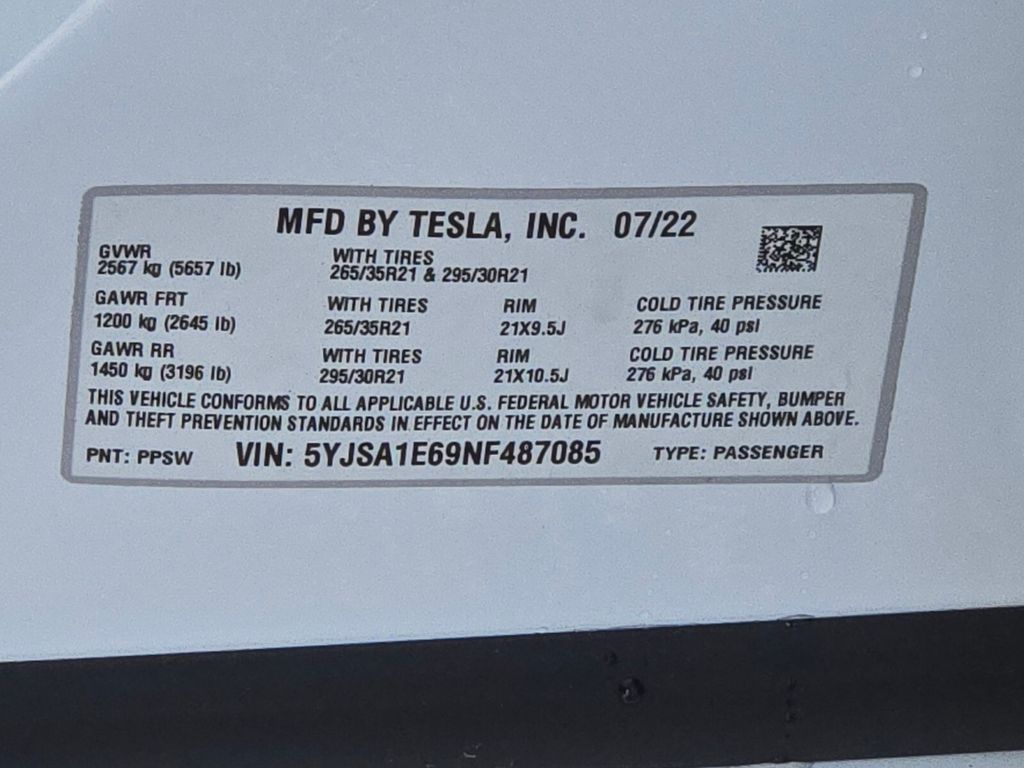 MFD BY TESLA, INC. 07/22
GVWR
2567 kg (5657 lb)
WITH TIRES
265/35R21 & 295/30R21
GAWR FRT WITH TIRES RIM COLD TIRE PRESSURE
1200 kg (2645 lb) 265/35R21 21X9.5J 276 kPa, 40 psi
GAWR RR WITH TIRES RIM COLD TIRE PRESSURE
1450 kg (3196 lb) 295/30R21 21X10.5J 276 kPa, 40 psi
THIS VEHICLE CONFORMS TO ALL APPLICABLE U.S. FEDERAL MOTOR VEHICLE SAFETY, BUMPER
AND THEFT PREVENTION STANDARDS IN EFFECT ON THE DATE OF MANUFACTURE SHOWN ABOVE.
PNT: PPSW VIN: 5YJSA1E69NF487085 TYPE: PASSENGER